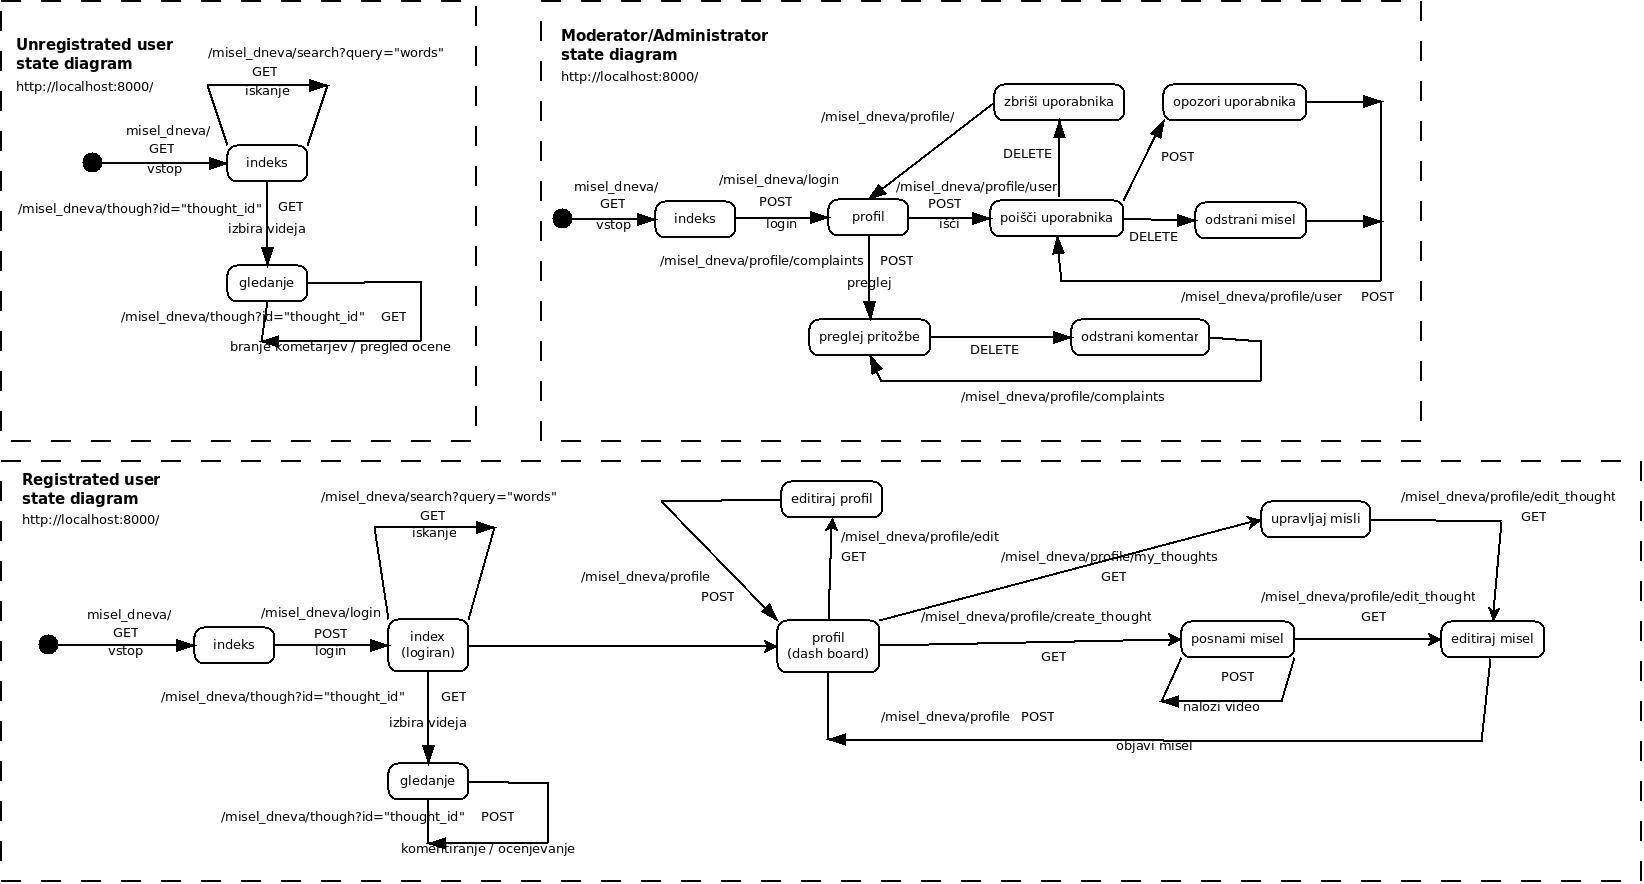 Unregistrated user
state diagram
http://localhost:8000/
/misel_dneva/search?query="words"
GET
iskanje
misel_dneva/
GET
vstop
indeks
/misel_dneva/though?id="thought_id"
GET
izbira videja
gledanje
/misel_dneva/though?id="thought_id"
GET
branje kometarjev / pregled ocene
Moderator/Administrator
state diagram
http://localhost:8000/
zbriši uporabnika
opozori uporabnika
/misel_dneva/profile/
DELETE
POST
misel_dneva/
GET
vstop
indeks
/misel_dneva/login
POST
login
profil
/misel_dneva/profile/user
POST
išči
poišči uporabnika
DELETE
odstrani misel
/misel_dneva/profile/user
POST
/misel_dneva/profile/complaints
POST
preglej
preglej pritožbe
DELETE
odstrani komentar
/misel_dneva/profile/complaints
Registrated user
state diagram
http://localhost:8000/
/misel_dneva/search?query="words"
GET
iskanje
misel_dneva/
GET
vstop
indeks
/misel_dneva/login
POST
login
index
(logiran)
/misel_dneva/though?id="thought_id"
GET
izbira videja
gledanje
/misel_dneva/though?id="thought_id"
POST
komentiranje / ocenjevanje
editiraj profil
/misel_dneva/profile/edit
GET
/misel_dneva/profile
POST
profil
(dash board)
/misel_dneva/profile/my_thoughts
GET
upravljaj misli
/misel_dneva/profile/edit_thought
GET
/misel_dneva/profile/create_thought
GET
posnami misel
/misel_dneva/profile/edit_thought
GET
editiraj misel
POST
nalozi video
/misel_dneva/profile
POST
objavi misel